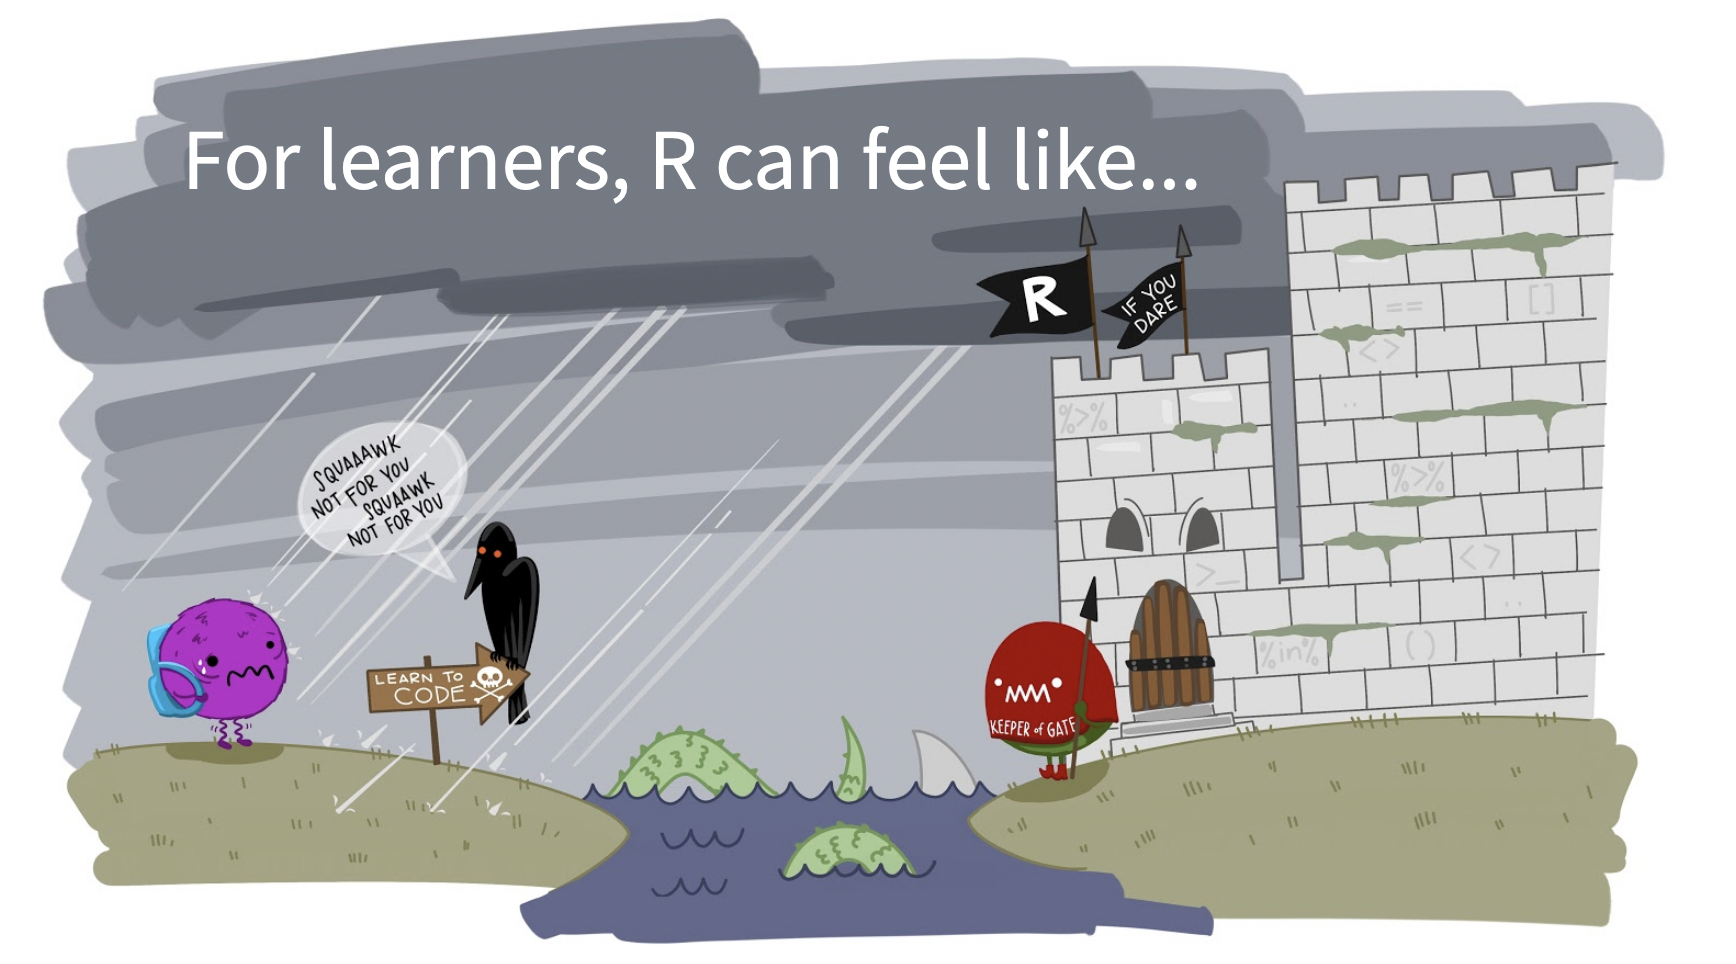 For learners, R can feel like...
R
IF YOU
DARE
==
[]
<>
..
%>%
%>%
SQUAAAWK
NOT FOR YOU
SQUAAWK
NOT FOR YOU
<>
>_
..
%in%
()
LEARN TO
CODE
KEEPER of GATE